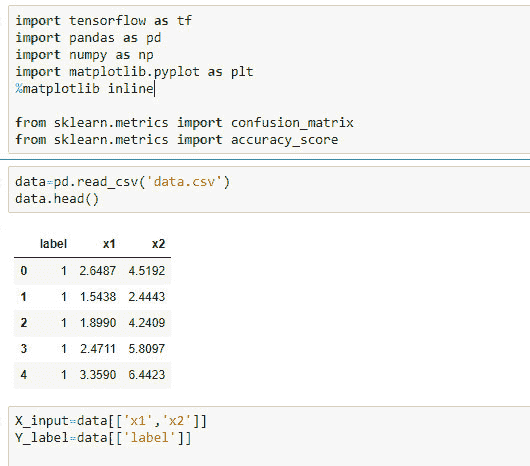 import tensorflow as tf
import pandas as pd
import numpy as np
import matplotlib.pyplot as plt
%matplotlib inline
from sklearn.metrics import confusion_matrix
from sklearn.metrics import accuracy_score
data=pd.read_csv('data.csv')
data.head()
label x1 x2
0 1 2.6487 4.5192
1 1 1.5438 2.4443
2 1 1.8990 4.2409
3 1 2.4711 5.8097
4 1 3.3590 6.4423
X_input=data[['x1','x2']]
Y_label=data[['label']]